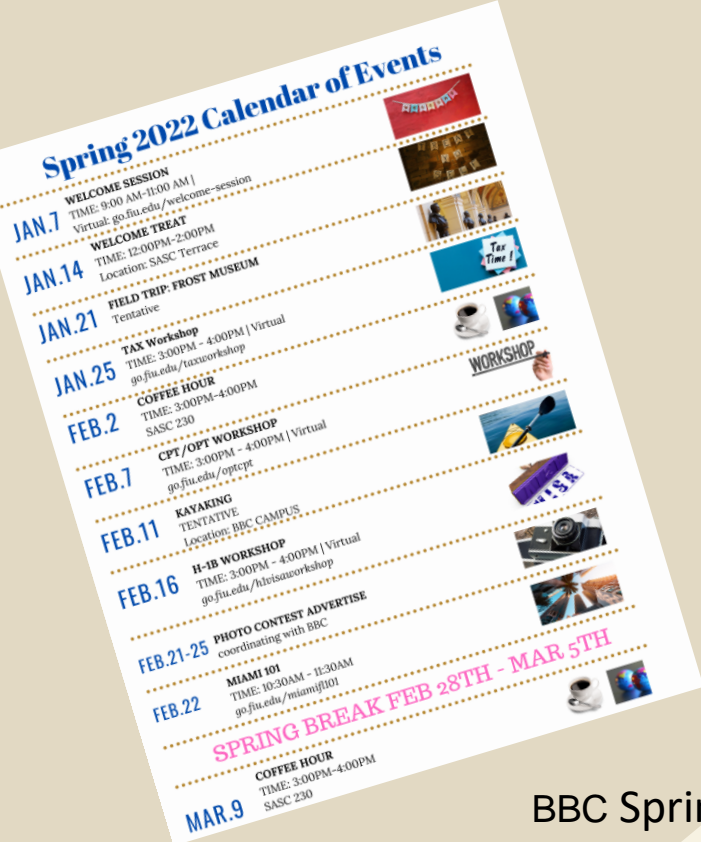 Spring 2022 Calendar of Events
JAN.7
WELCOME SESSION
TIME: 9:00 AM-11:00 AM |
Virtual: go.fiu.edu/welcome-session
JAN.14
WELCOME TREAT
TIME: 12:00PM-2:00PM
Location: SASC Terrace
JAN.21
FIELD TRIP: FROST MUSEUM
Tentative
JAN.25
TAX Workshop
TIME: 3:00PM - 4:00PM | Virtual
go.fiu.edu/taxworkshop
Tax
Time !
FEB.2
COFFEE HOUR
TIME: 3:00PM-4:00PM
SASC 230
FEB.7
CPT/OPT WORKSHOP
TIME: 3:00PM - 4:00PM | Virtual
go.fiu.edu/optcpt
WORKSHOP
FEB.11
KAYAKING
TENTATIVE
Location: BBC CAMPUS
FEB.16
H-1B WORKSHOP
TIME: 3:00PM - 4:00PM | Virtual
go.fiu.edu/h1visaworkshop
VISA
FEB.21-25
PHOTO CONTEST ADVERTISE
coordinating with BBC
FEB.22
MIAMI 101
TIME: 10:30AM - 11:30AM
go.fiu.edu/miamifl101
SPRING BREAK FEB 28TH - MAR 5TH
MAR.9
COFFEE HOUR
TIME: 3:00PM-4:00PM
SASC 230
BBC Sprin